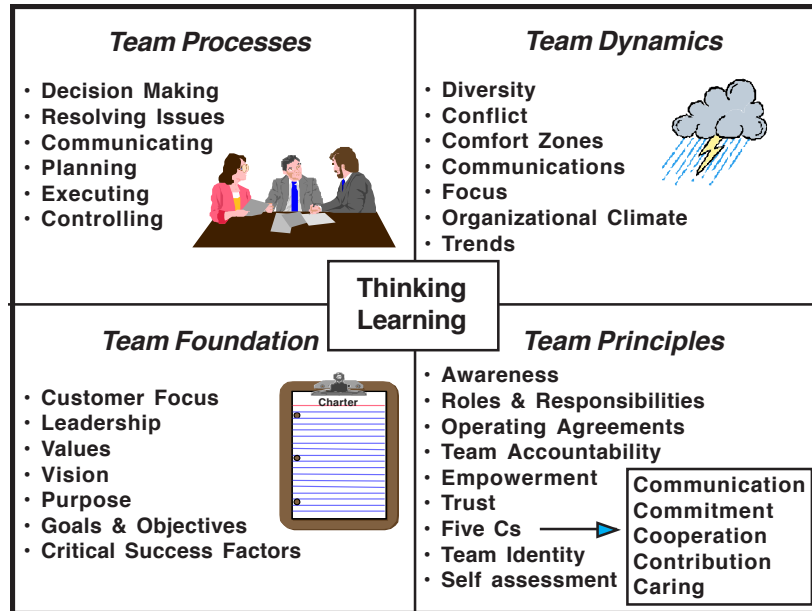 Team Processes
• Decision Making
• Resolving Issues
• Communicating
• Planning
• Executing
• Controlling
Team Dynamics
• Diversity
• Conflict
• Comfort Zones
• Communications
• Focus
• Organizational Climate
• Trends
Thinking
Learning
Team Foundation
• Customer Focus
• Leadership
• Values
• Vision
• Purpose
• Goals & Objectives
• Critical Success Factors
Charter
Team Principles
• Awareness
• Roles & Responsibilities
• Operating Agreements
• Team Accountability
• Empowerment
• Trust
• Five Cs
• Team Identity
• Self assessment
Communication
Commitment
Cooperation
Contribution
Caring